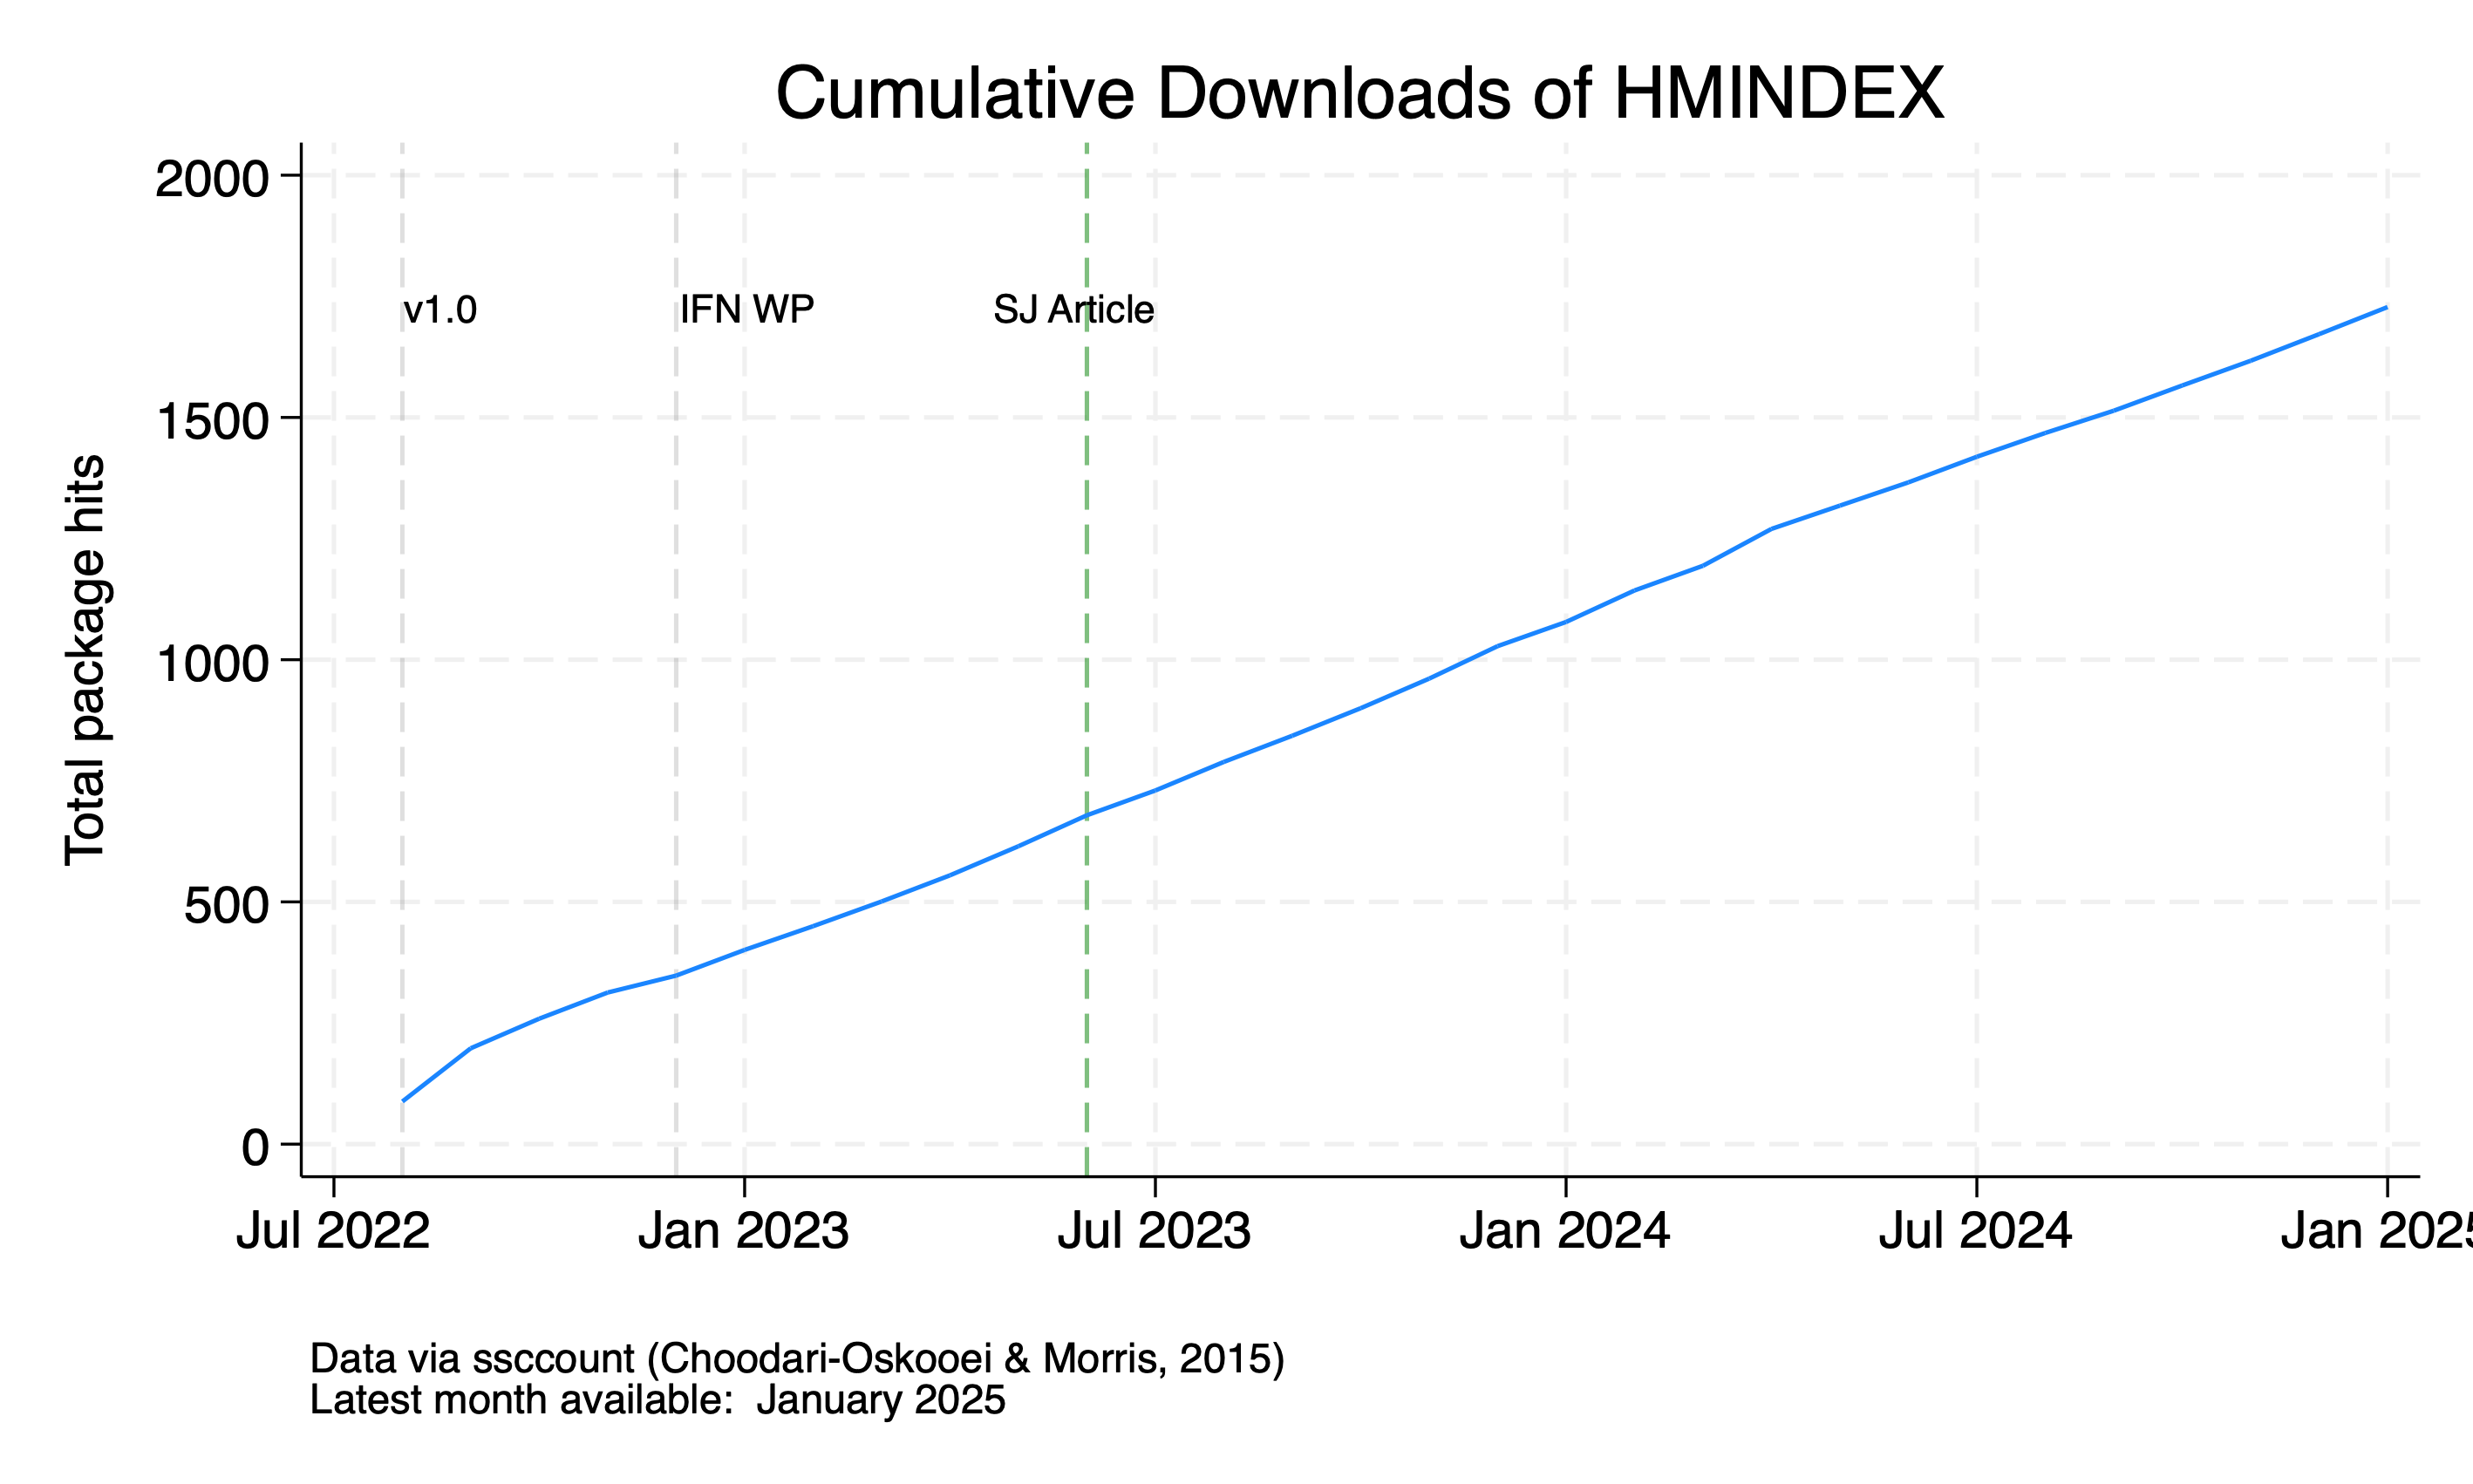 Cumulative Downloads of HMINDEX
2000
v1.0
IFN WP
SJ Article
1500
1000
500
0
Total package hits
Jul 2022
Jan 2023
Jul 2023
Jan 2024
Jul 2024
Jan 2025
Data via ssccount (Choodari-Oskooei & Morris, 2015)
Latest month available:  January 2025